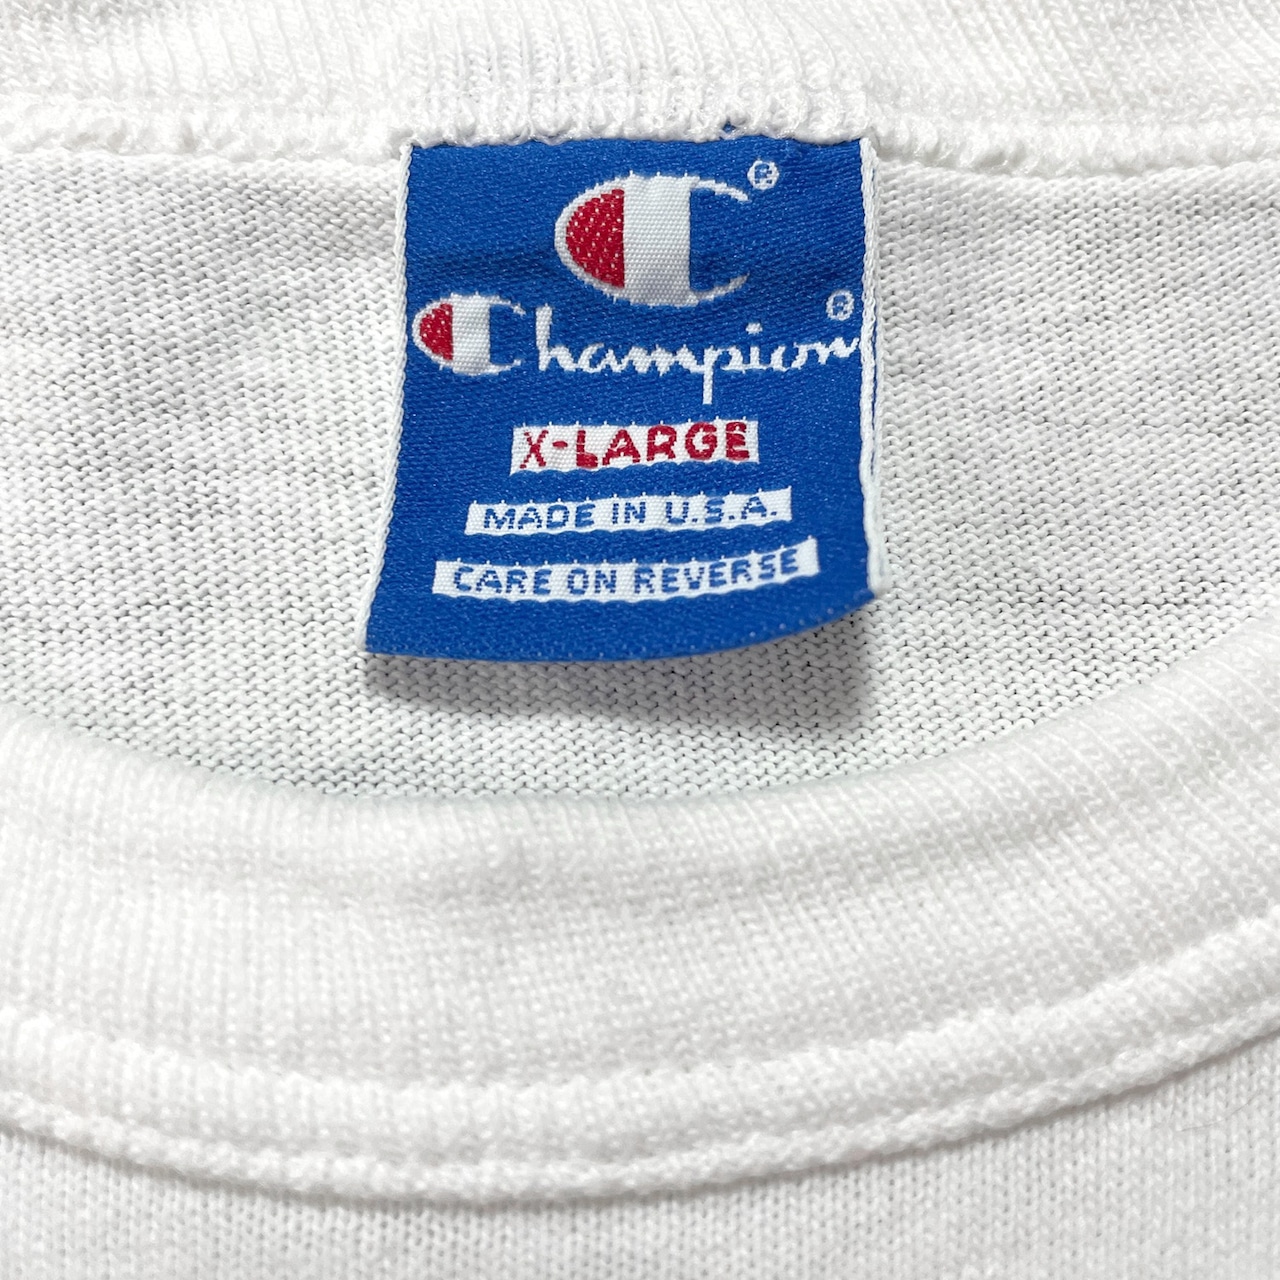 C®
Champion®
X-LARGE
MADE IN U.S.A.
CARE ON REVERSE